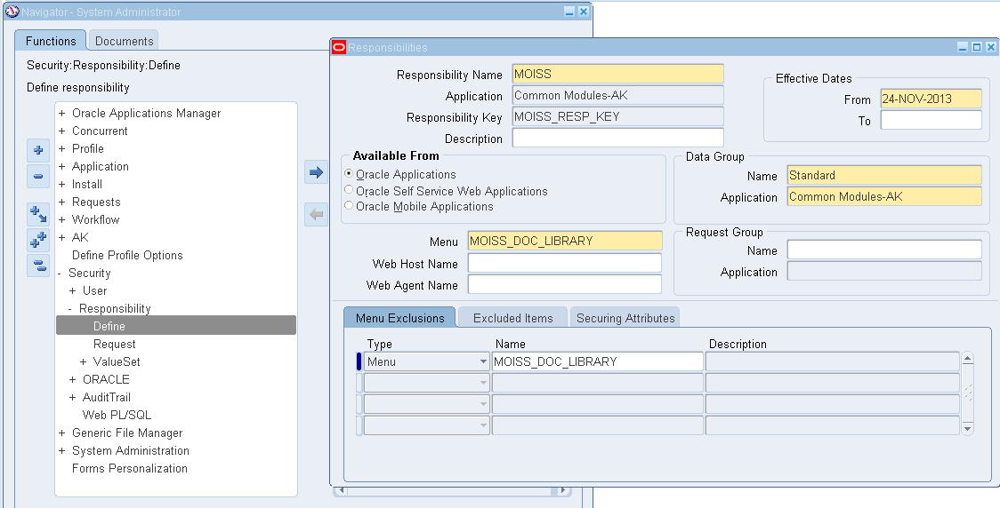 Navigator - System Administrator
Functions
Documents
Security:Responsibility:Define
Define responsibility
+ Oracle Applications Manager
+ Concurrent
+ Profile
+ Application
+ Install
+ Requests
+ Workflow
+ AK
Define Profile Options
- Security
+ User
- Responsibility
Define
Request
+ ValueSet
+ ORACLE
+ AuditTrail
Web PL/SQL
+ Generic File Manager
+ System Administration
Forms Personalization
Responsibilities
Responsibility Name MOISS
Application Common Modules-AK
Responsibility Key MOISS_RESP_KEY
Description
Effective Dates
From 24-NOV-2013
To
Available From
Oracle Applications
Oracle Self Service Web Applications
Oracle Mobile Applications
Data Group
Name Standard
Application Common Modules-AK
Menu MOISS_DOC_LIBRARY
Web Host Name
Web Agent Name
Request Group
Name
Application
Menu Exclusions
Excluded Items
Securing Attributes
Type Name Description
Menu MOISS_DOC_LIBRARY